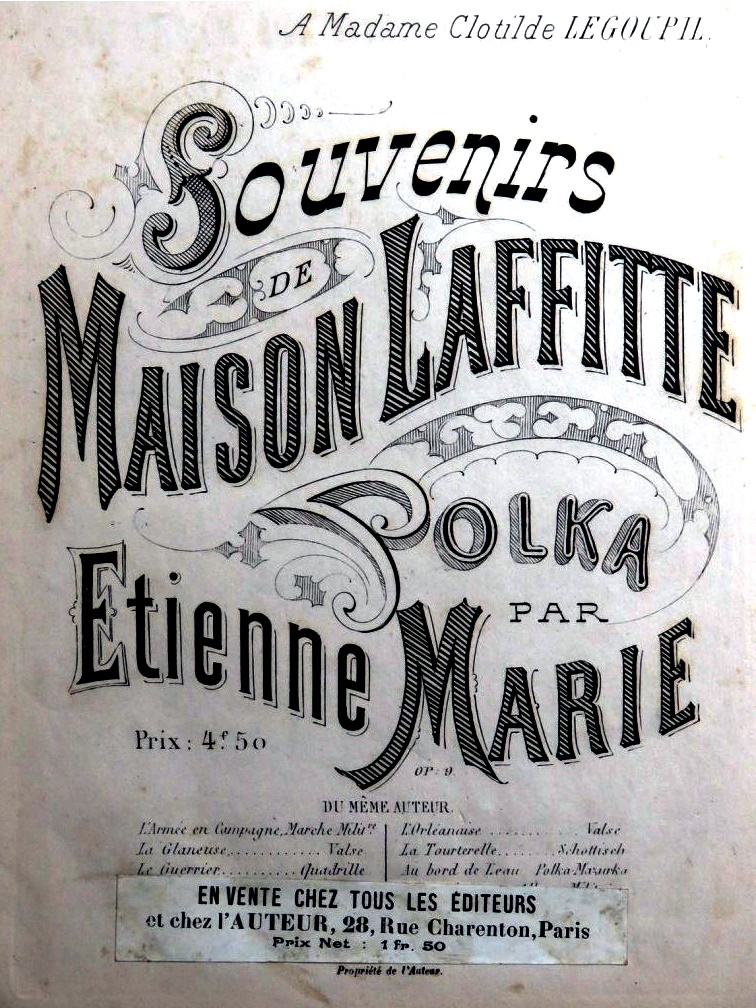 A Madame Clotilde LEGOUPIL.
Souvenirs
DE
MAISON LAFFITTE
POLKA
PAR
Etienne MARIE
Prix : 4f. 50
OP: 9.
DU MÊME AUTEUR.
L'Armée en Campagne, Marche Militre
La Glaneuse............Valse
Le Guerrier..........Quadrille
L'Orléanaise..........Valse
La Tourterelle.......Schottisch
Au bord de l'eau Polka-Mazurka
EN VENTE CHEZ TOUS LES ÉDITEURS
et chez l'AUTEUR, 28, Rue Charenton, Paris
Prix Net : 1 fr. 50
Propriété de l'Auteur.